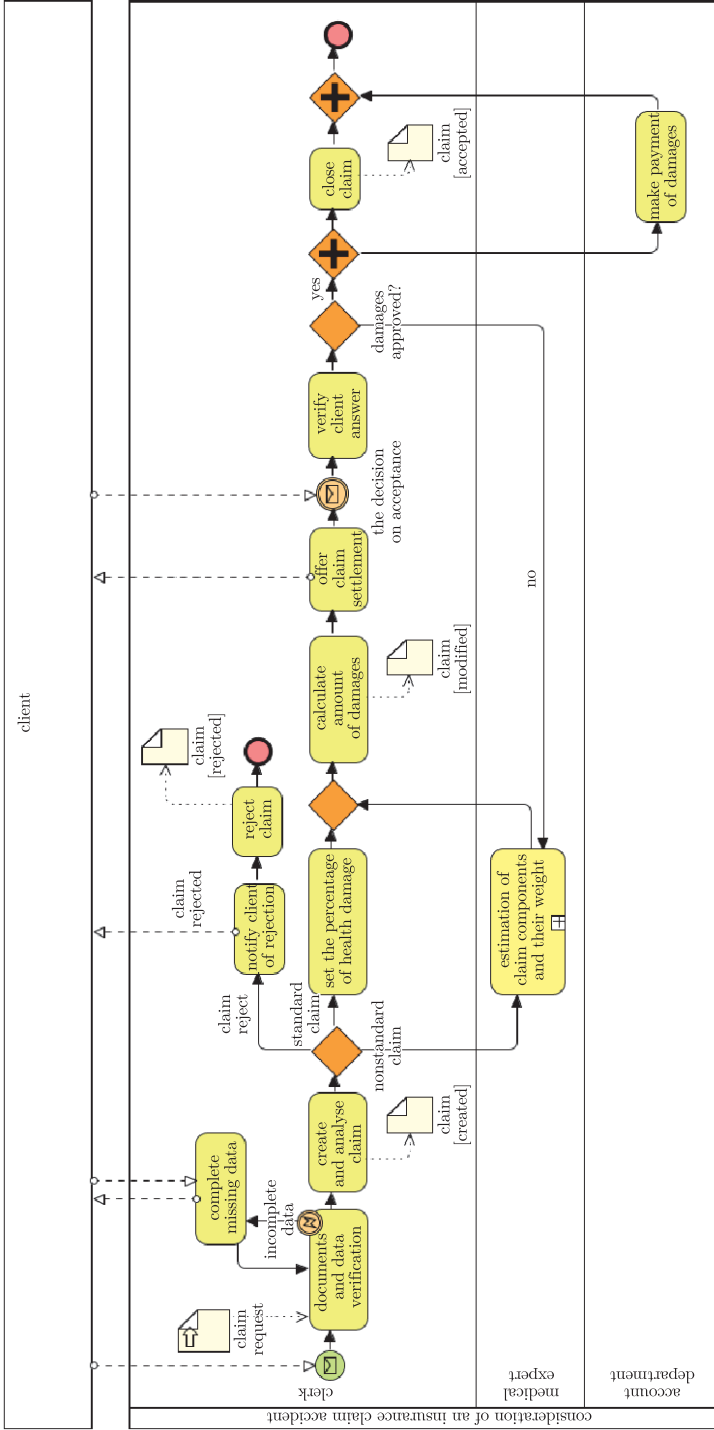 client
consideration of an insurance claim accident
clerk
medical
expert
account
department
claim
request
documents
and data
verification
incomplete
data
complete
missing data
create
and analyse
claim
claim
[created]
claim
reject
standard
claim
nonstandard
claim
notify client
of rejection
claim
rejected
reject
claim
claim
[rejected]
set the percentage
of health damage
estimation of
claim components
and their weight
calculate
amount
of damages
claim
[modified]
offer
claim
settlement
the decision
on acceptance
verify
client
answer
damages
approved?
yes
no
close
claim
claim
[accepted]
make payment
of damages